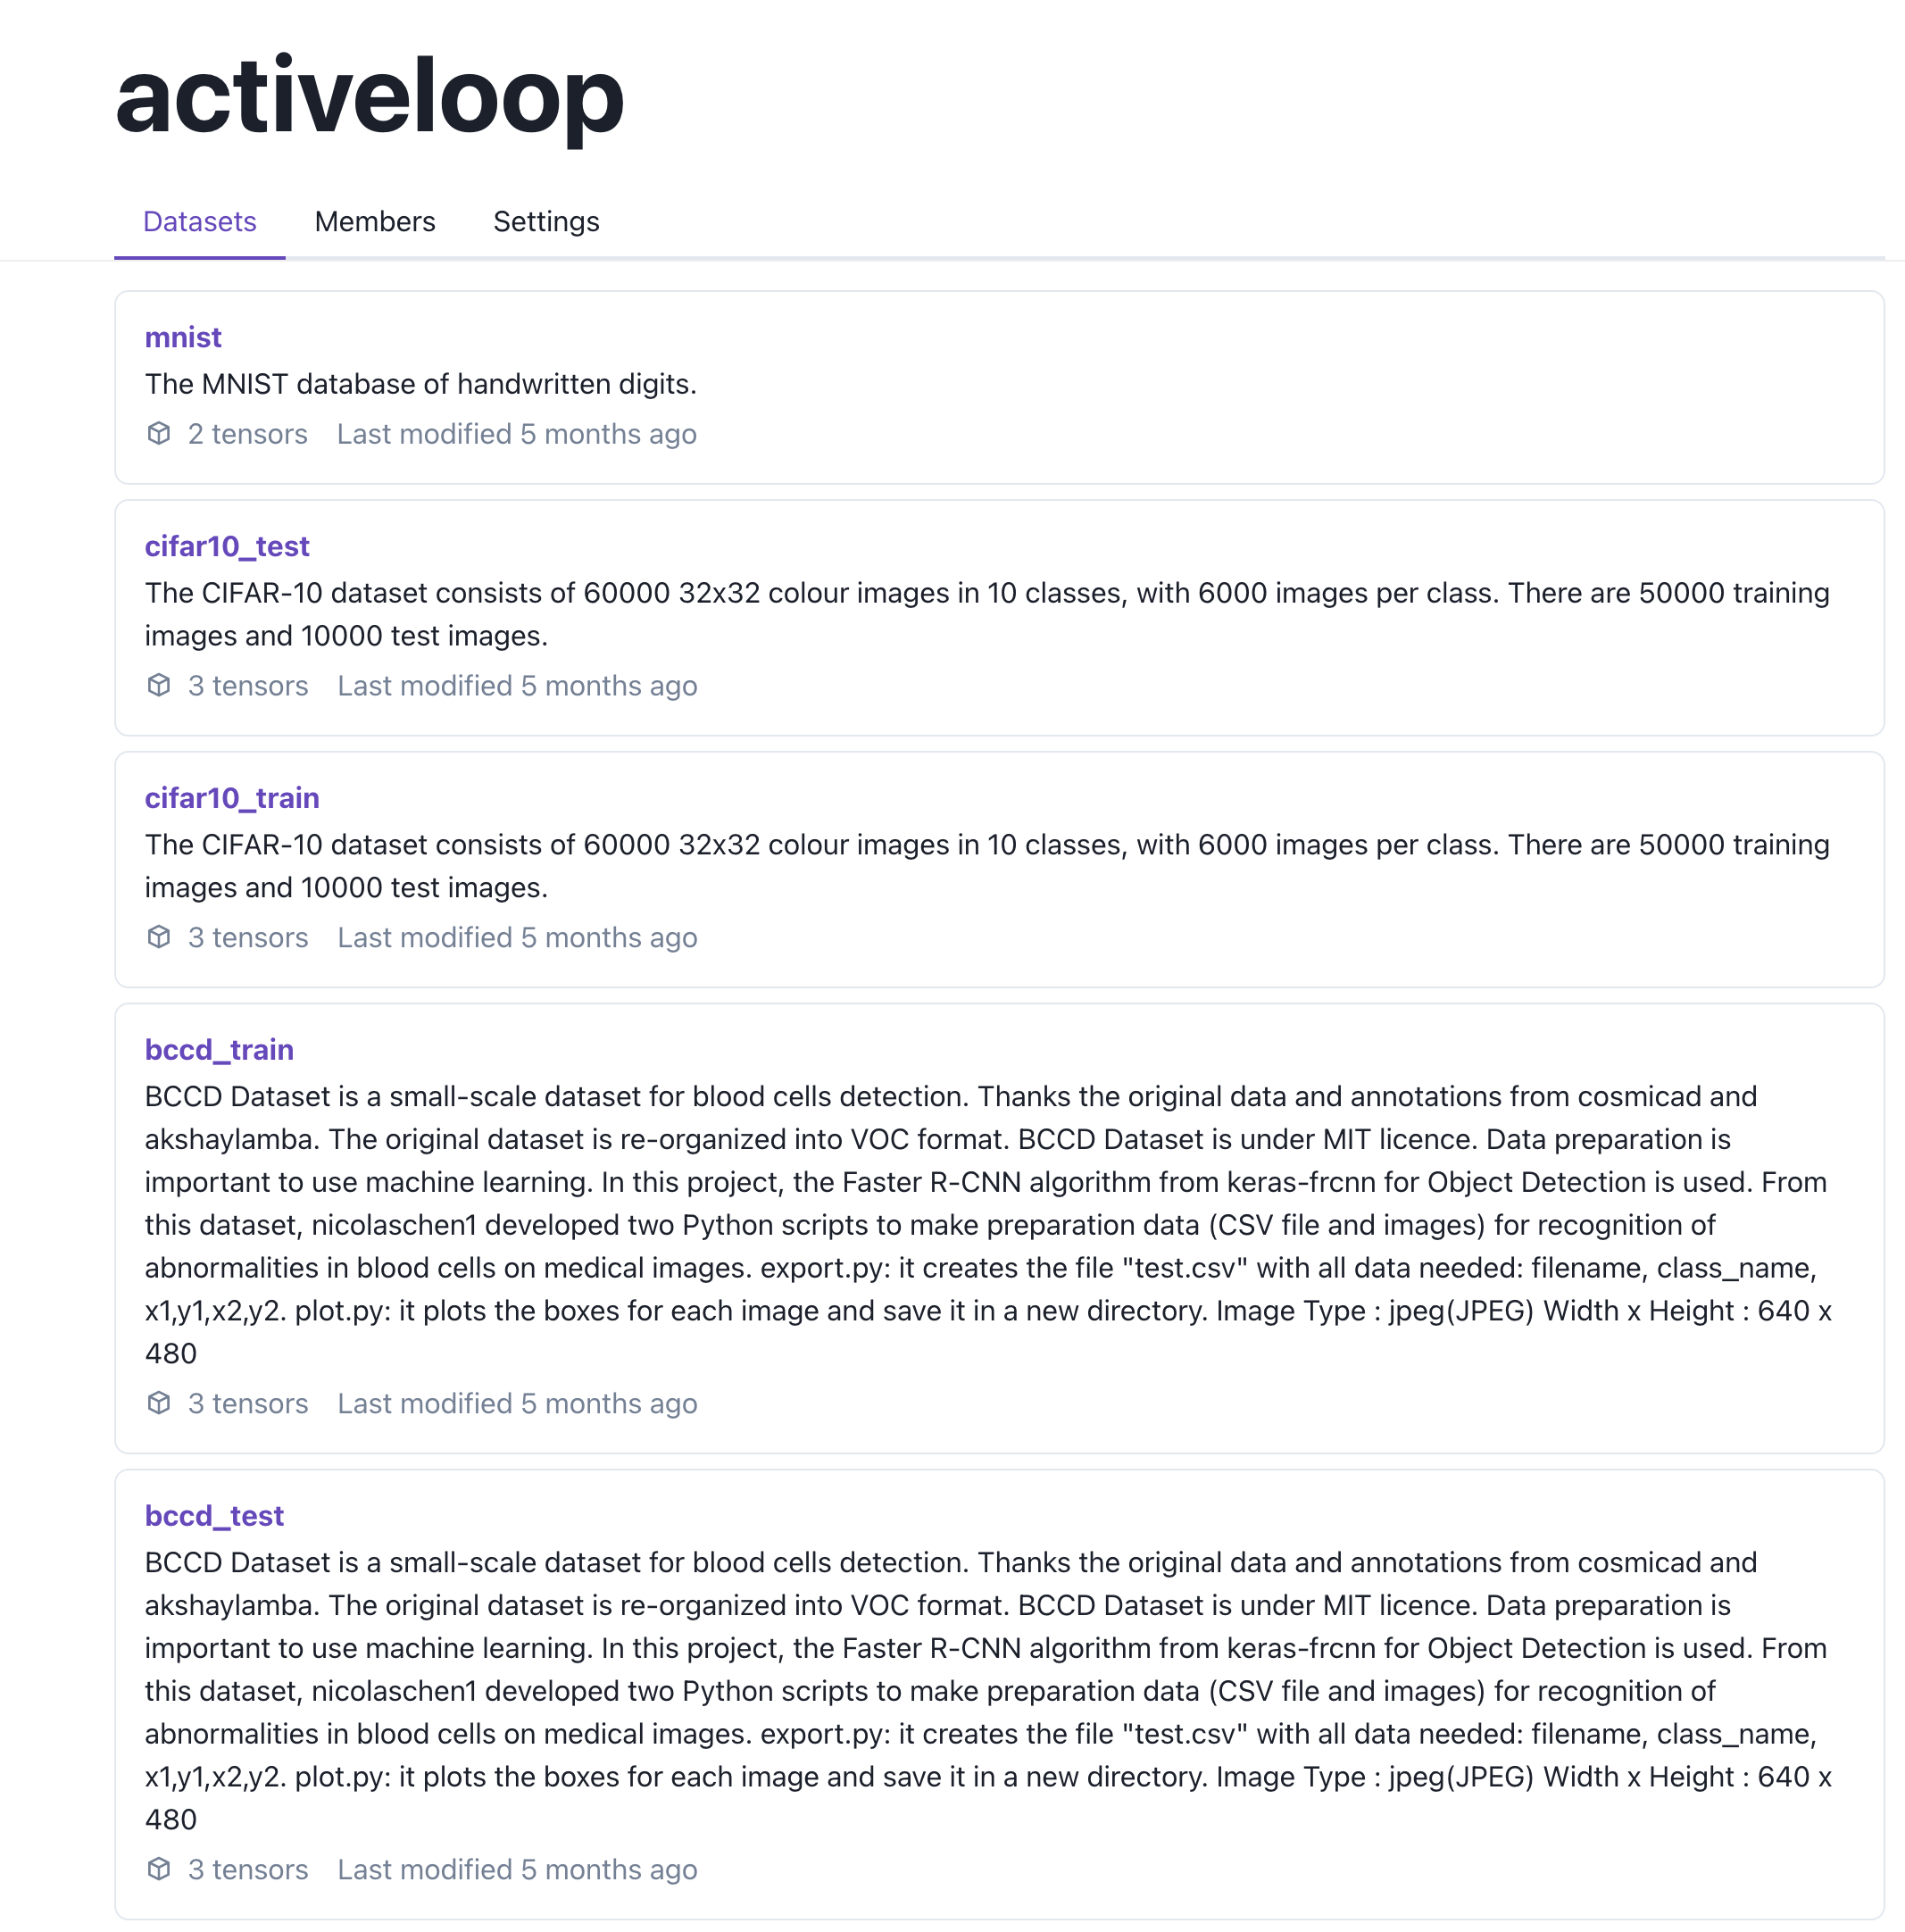 activeloop
Datasets Members Settings
mnist
The MNIST database of handwritten digits.
2 tensors Last modified 5 months ago
cifar10_test
The CIFAR-10 dataset consists of 60000 32x32 colour images in 10 classes, with 6000 images per class. There are 50000 training
images and 10000 test images.
3 tensors Last modified 5 months ago
cifar10_train
The CIFAR-10 dataset consists of 60000 32x32 colour images in 10 classes, with 6000 images per class. There are 50000 training
images and 10000 test images.
3 tensors Last modified 5 months ago
bccd_train
BCCD Dataset is a small-scale dataset for blood cells detection. Thanks the original data and annotations from cosmicad and
akshaylamba. The original dataset is re-organized into VOC format. BCCD Dataset is under MIT licence. Data preparation is
important to use machine learning. In this project, the Faster R-CNN algorithm from keras-frcnn for Object Detection is used. From
this dataset, nicolaschen1 developed two Python scripts to make preparation data (CSV file and images) for recognition of
abnormalities in blood cells on medical images. export.py: it creates the file "test.csv" with all data needed: filename, class_name,
x1,y1,x2,y2. plot.py: it plots the boxes for each image and save it in a new directory. Image Type : jpeg(JPEG) Width x Height : 640 x
480
3 tensors Last modified 5 months ago
bccd_test
BCCD Dataset is a small-scale dataset for blood cells detection. Thanks the original data and annotations from cosmicad and
akshaylamba. The original dataset is re-organized into VOC format. BCCD Dataset is under MIT licence. Data preparation is
important to use machine learning. In this project, the Faster R-CNN algorithm from keras-frcnn for Object Detection is used. From
this dataset, nicolaschen1 developed two Python scripts to make preparation data (CSV file and images) for recognition of
abnormalities in blood cells on medical images. export.py: it creates the file "test.csv" with all data needed: filename, class_name,
x1,y1,x2,y2. plot.py: it plots the boxes for each image and save it in a new directory. Image Type : jpeg(JPEG) Width x Height : 640 x
480
3 tensors Last modified 5 months ago